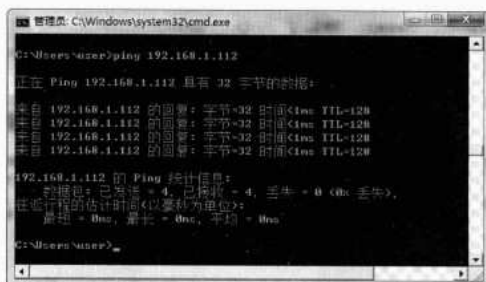 管理员: C:\Windows\system32\cmd.exe
C:\Users\user>ping 192.168.1.112
正在 Ping 192.168.1.112 具有 32 字节的数据:
来自 192.168.1.112 的回复: 字节=32 时间<1ms TTL=128
来自 192.168.1.112 的回复: 字节=32 时间<1ms TTL=128
来自 192.168.1.112 的回复: 字节=32 时间<1ms TTL=128
来自 192.168.1.112 的回复: 字节=32 时间<1ms TTL=128
192.168.1.112 的 Ping 统计信息:
数据包: 已发送 = 4, 已接收 = 4, 丢失 = 0 (0% 丢失),
往返行程的估计时间(以毫秒为单位):
最短 = 0ms, 最长 = 0ms, 平均 = 0ms
C:\Users\user>_